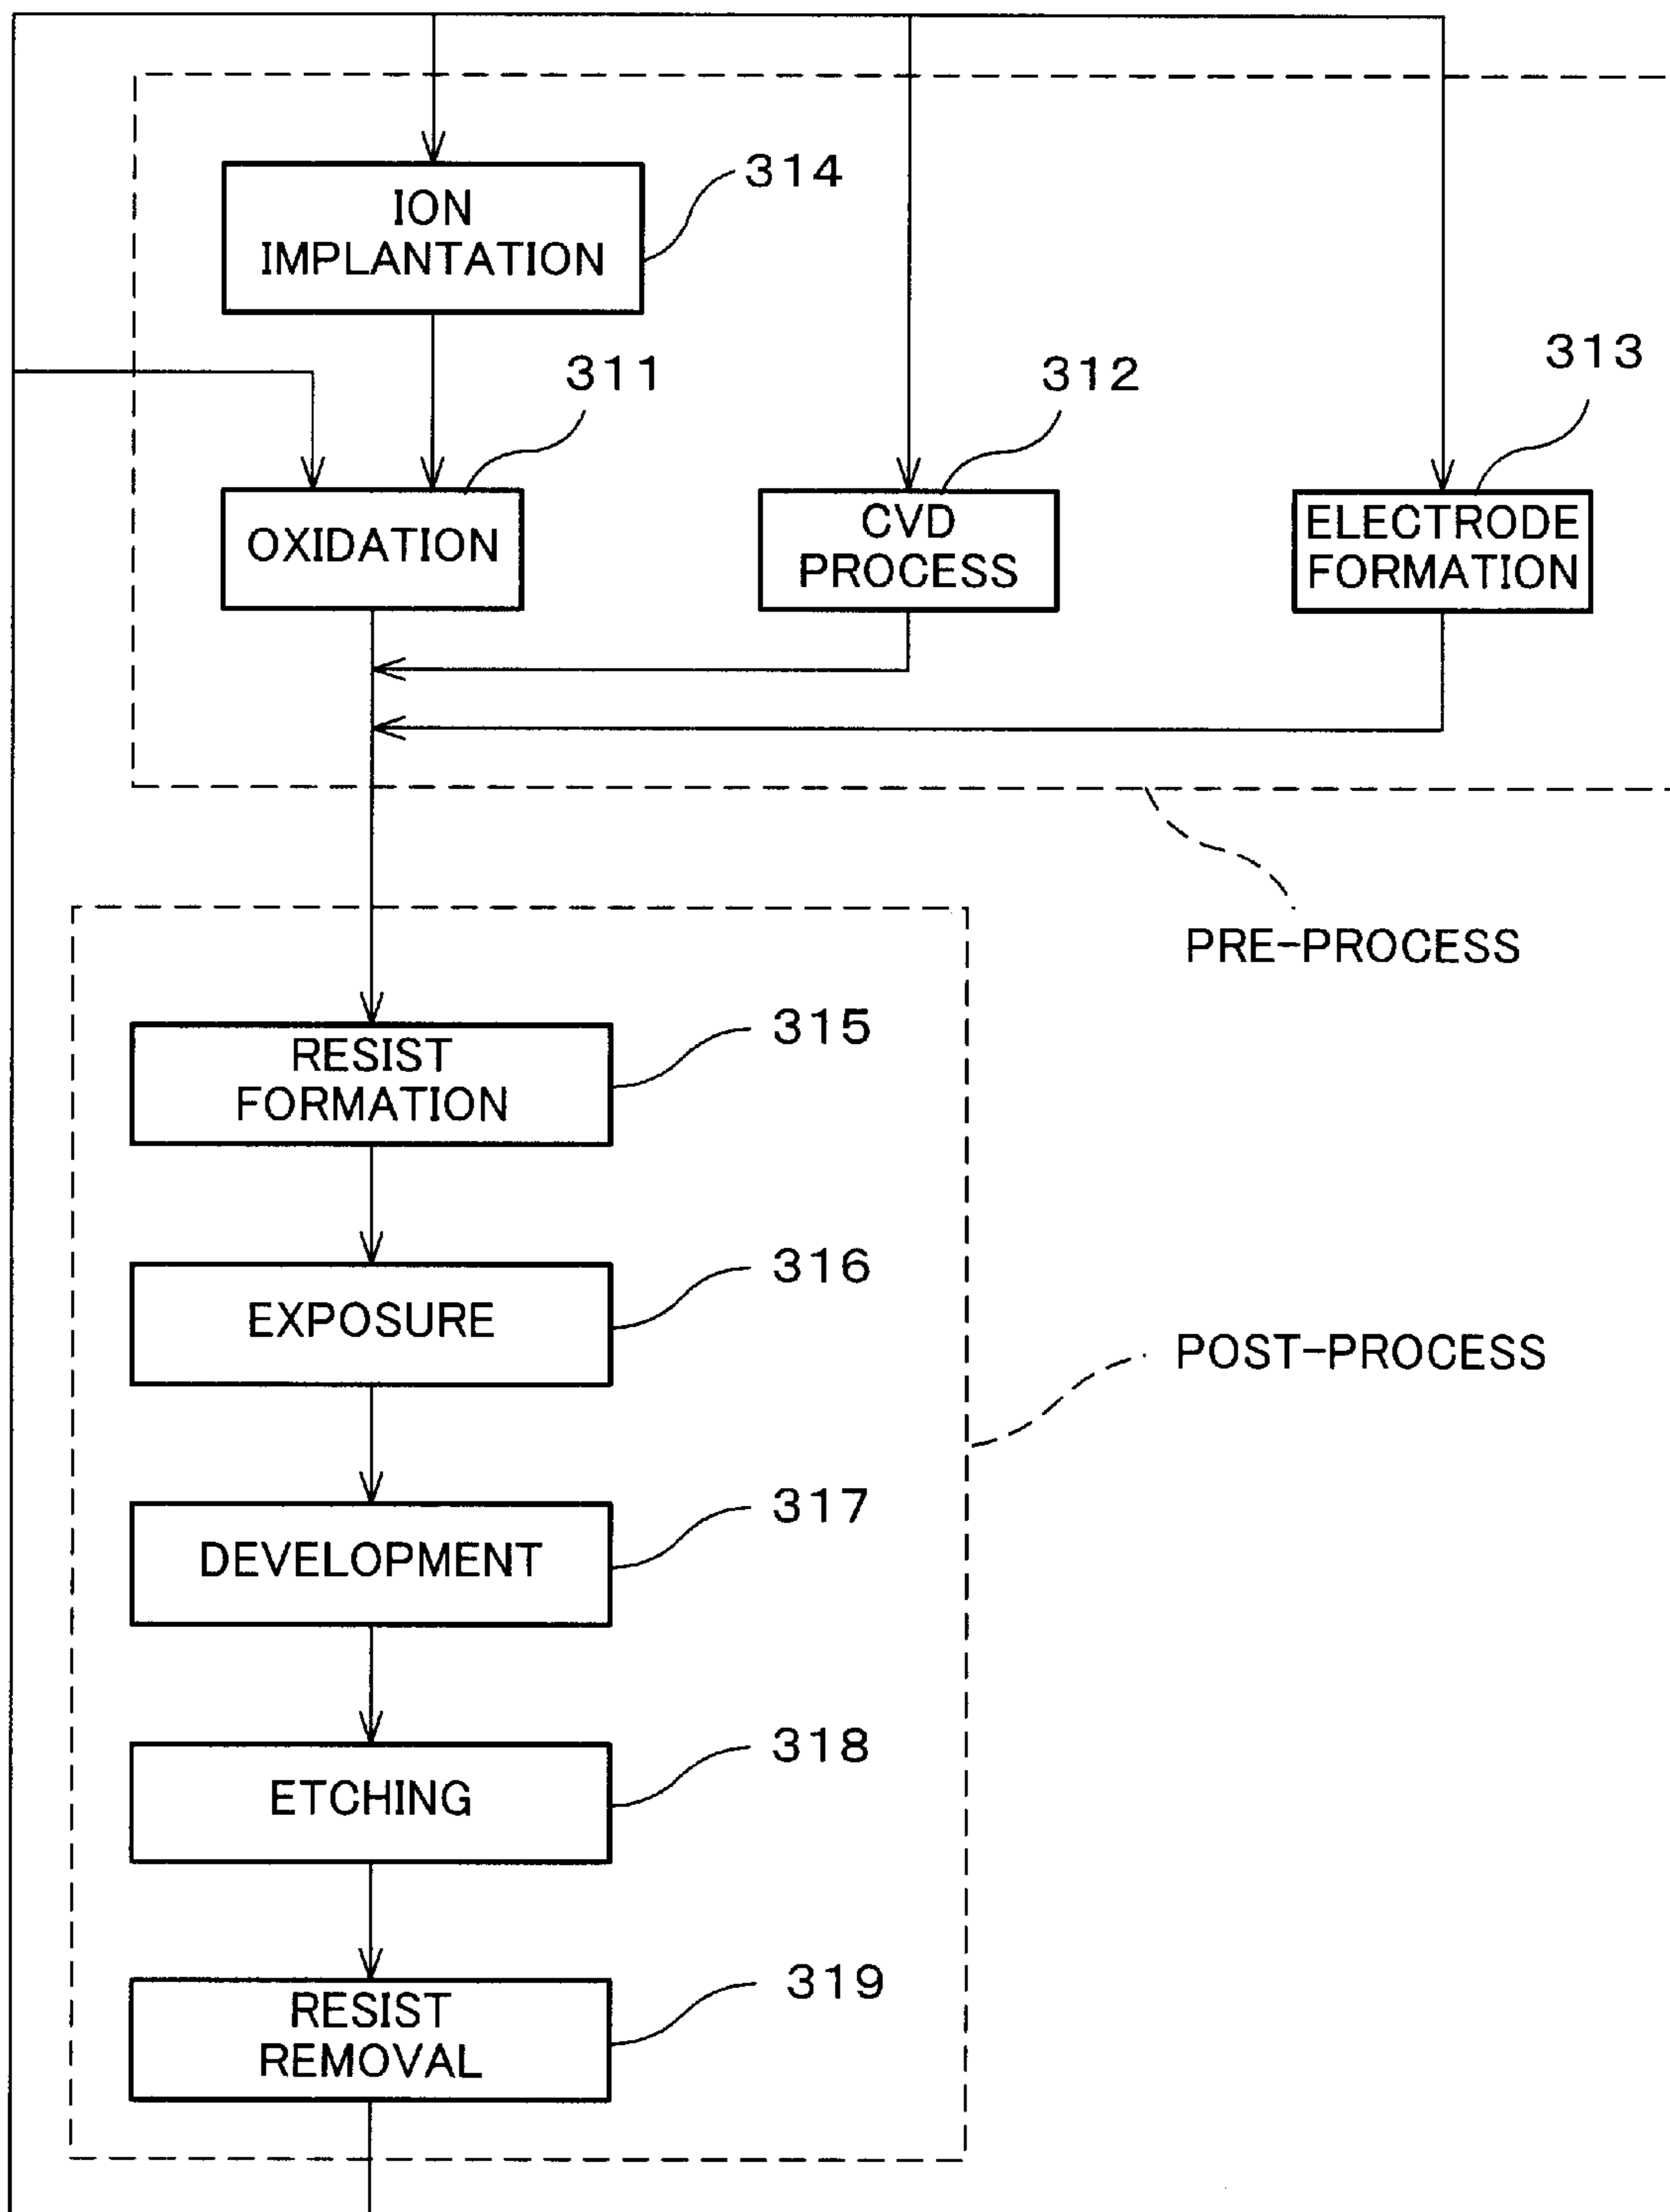 314
ION
IMPLANTATION
311
312
313
OXIDATION
CVD
PROCESS
ELECTRODE
FORMATION
PRE-PROCESS
315
RESIST
FORMATION
316
EXPOSURE
POST-PROCESS
317
DEVELOPMENT
318
ETCHING
319
RESIST
REMOVAL